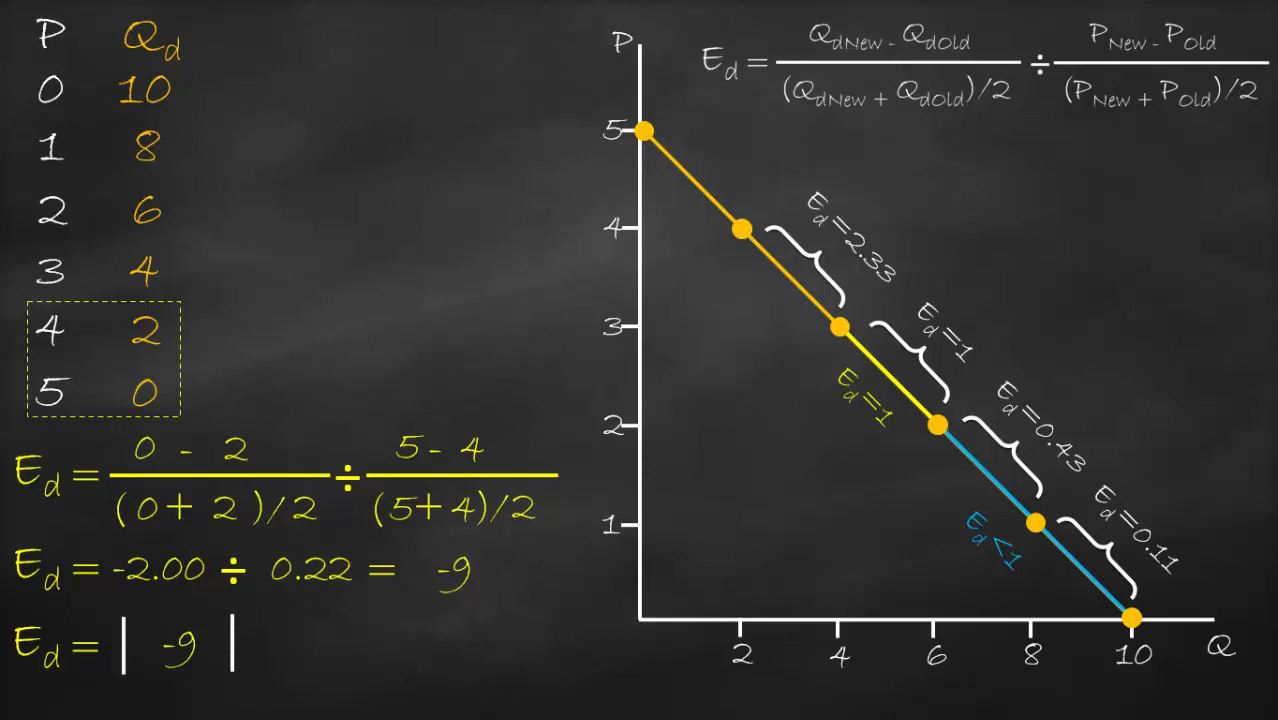 P Qd
0 10
1 8
2 6
3 4
4 2
5 0
Ed = 0 - 2 / (0 + 2)/2 ÷ 5 - 4 / (5 + 4)/2
Ed = -2.00 ÷ 0.22 = -9
Ed = | -9 |
Ed = QdNew - QdOld / (QdNew + QdOld)/2 ÷ PNew - POld / (PNew + POld)/2
P
5
4
3
2
1
Ed=2.33
Ed=1
Ed=0.43
Ed=0.11
Ed=1
Ed<1
2 4 6 8 10 Q